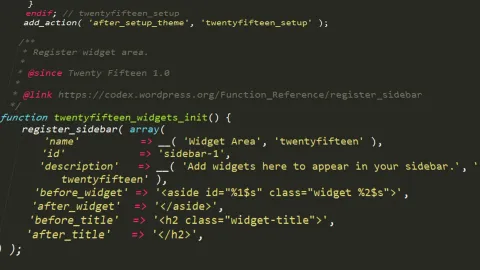 }
endif; // twentyfifteen_setup
add_action( 'after_setup_theme', 'twentyfifteen_setup' );
/**
* Register widget area.
*
* @since Twenty Fifteen 1.0
*
* @link https://codex.wordpress.org/Function_Reference/register_sidebar
*/
function twentyfifteen_widgets_init() {
register_sidebar( array(
'name' => __( 'Widget Area', 'twentyfifteen' ),
'id' => 'sidebar-1',
'description' => __( 'Add widgets here to appear in your sidebar.', '
twentyfifteen' ),
'before_widget' => '<aside id="%1$s" class="widget %2$s">',
'after_widget' => '</aside>',
'before_title' => '<h2 class="widget-title">',
'after_title' => '</h2>',
) );